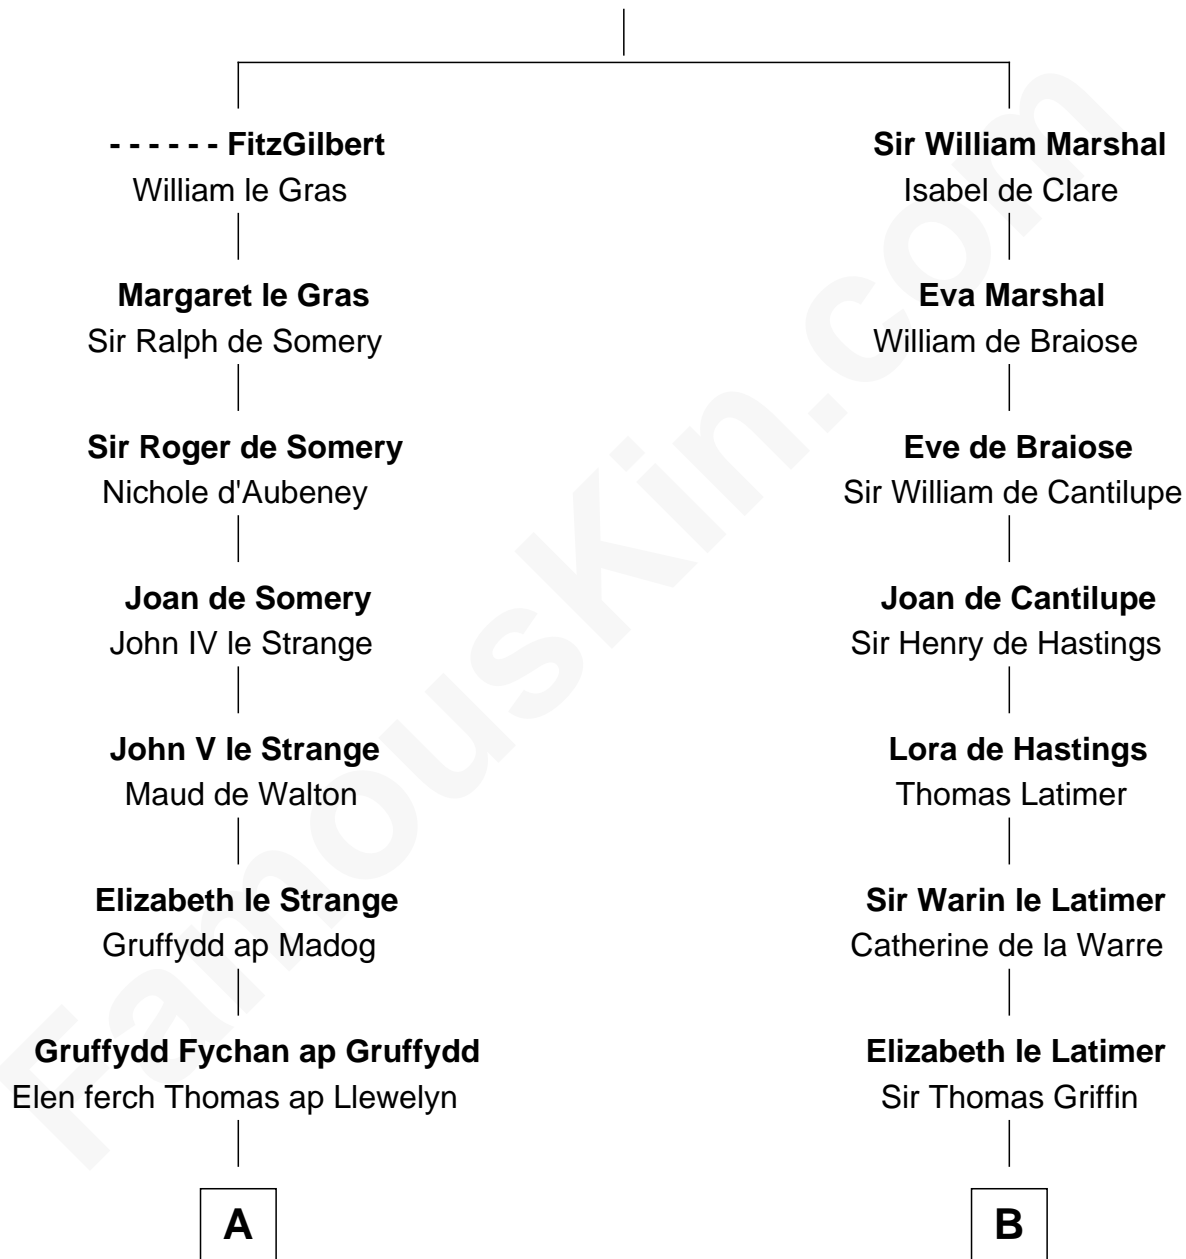 - - - - - - FitzGilbert
William le Gras
Margaret le Gras
Sir Ralph de Somery
Sir Roger de Somery
Nichole d'Aubeney
Joan de Somery
John IV le Strange
John V le Strange
Maud de Walton
Elizabeth le Strange
Gruffydd ap Madog
Gruffydd Fychan ap Gruffydd
Elen ferch Thomas ap Llewelyn
A
Sir William Marshal
Isabel de Clare
Eva Marshal
William de Braiose
Eve de Braiose
Sir William de Cantilupe
Joan de Cantilupe
Sir Henry de Hastings
Lora de Hastings
Thomas Latimer
Sir Warin le Latimer
Catherine de la Warre
Elizabeth le Latimer
Sir Thomas Griffin
B
FamousKin.com